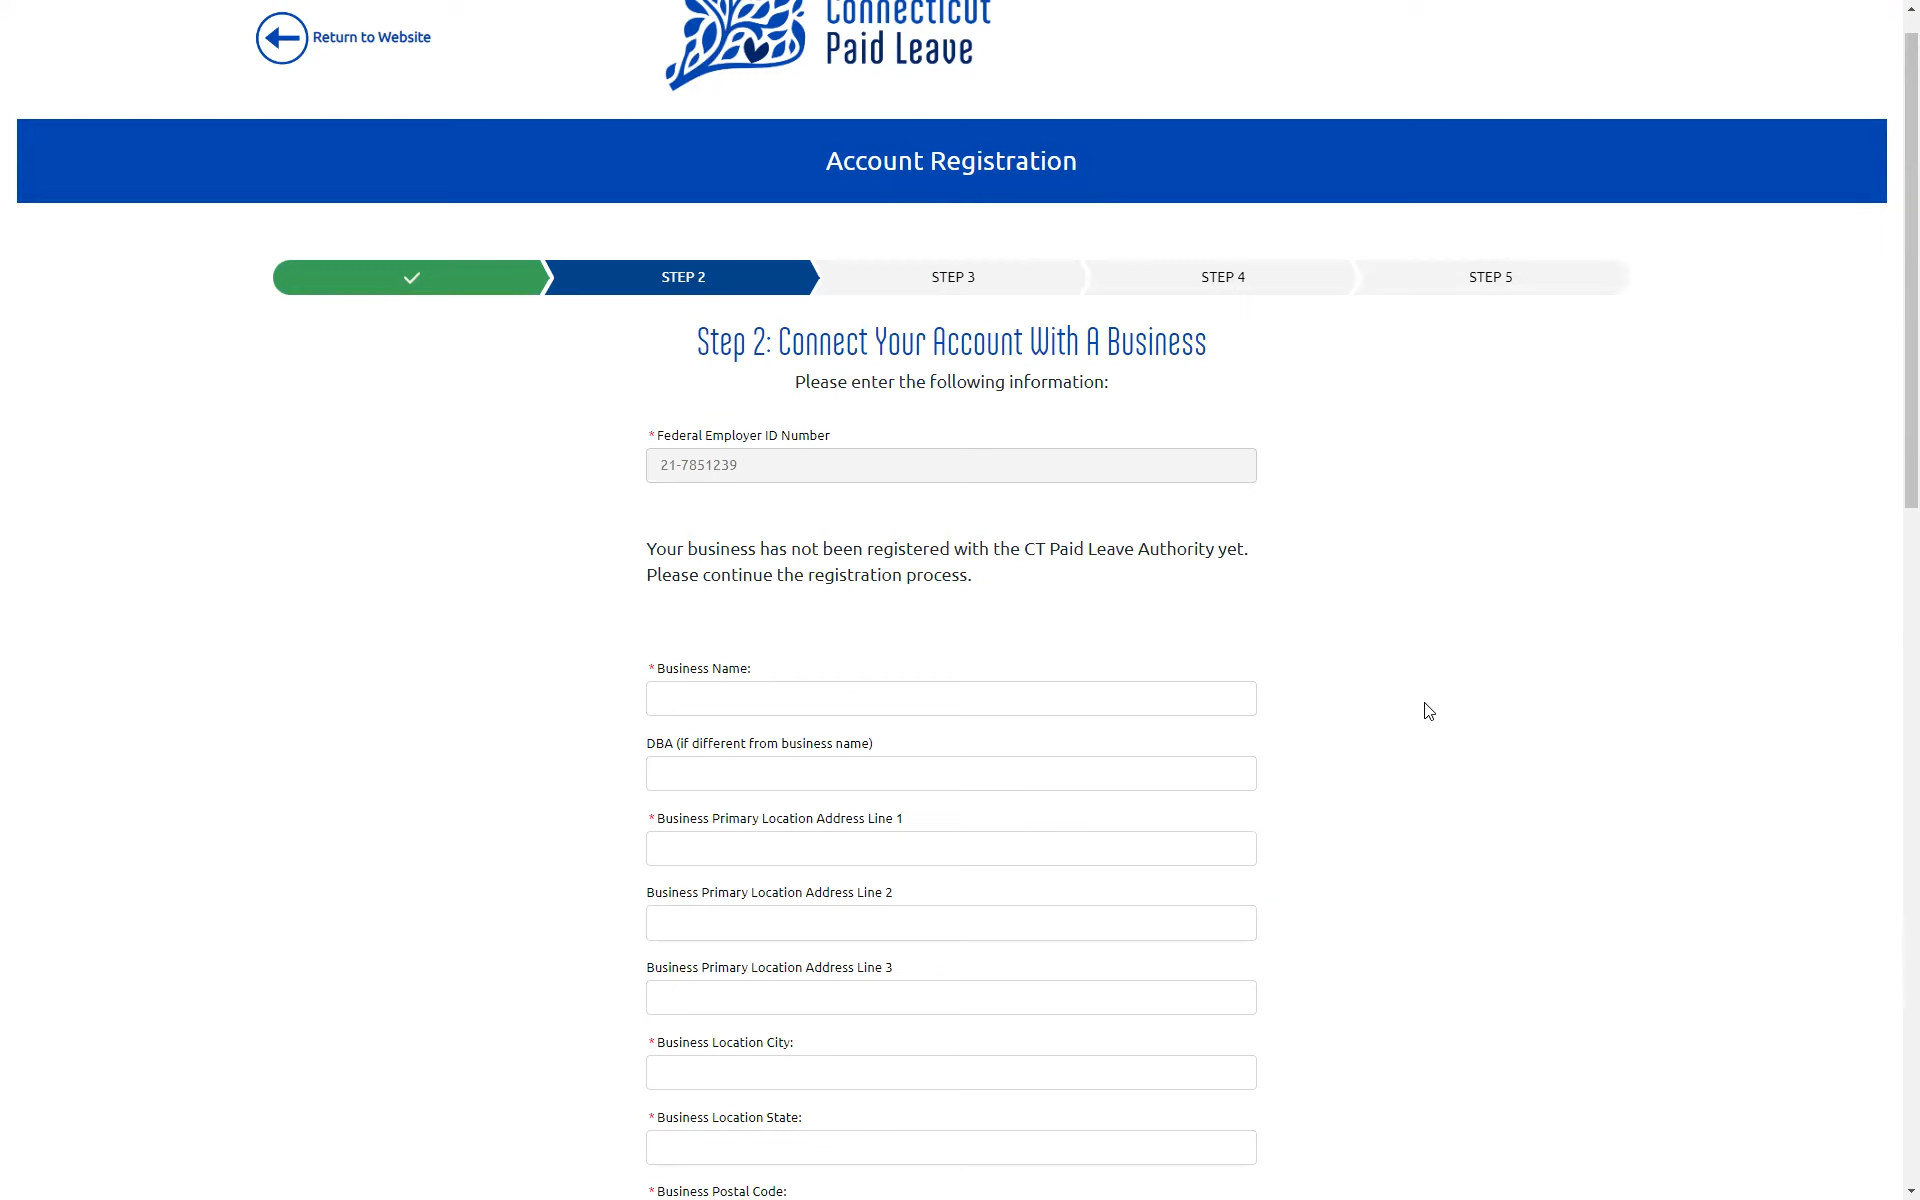 Return to Website
Connecticut
Paid Leave
Account Registration
STEP 2
STEP 3
STEP 4
STEP 5
Step 2: Connect Your Account With A Business
Please enter the following information:
* Federal Employer ID Number
21-7851239
Your business has not been registered with the CT Paid Leave Authority yet.
Please continue the registration process.
* Business Name:
DBA (if different from business name)
* Business Primary Location Address Line 1
Business Primary Location Address Line 2
Business Primary Location Address Line 3
* Business Location City:
* Business Location State:
* Business Postal Code: